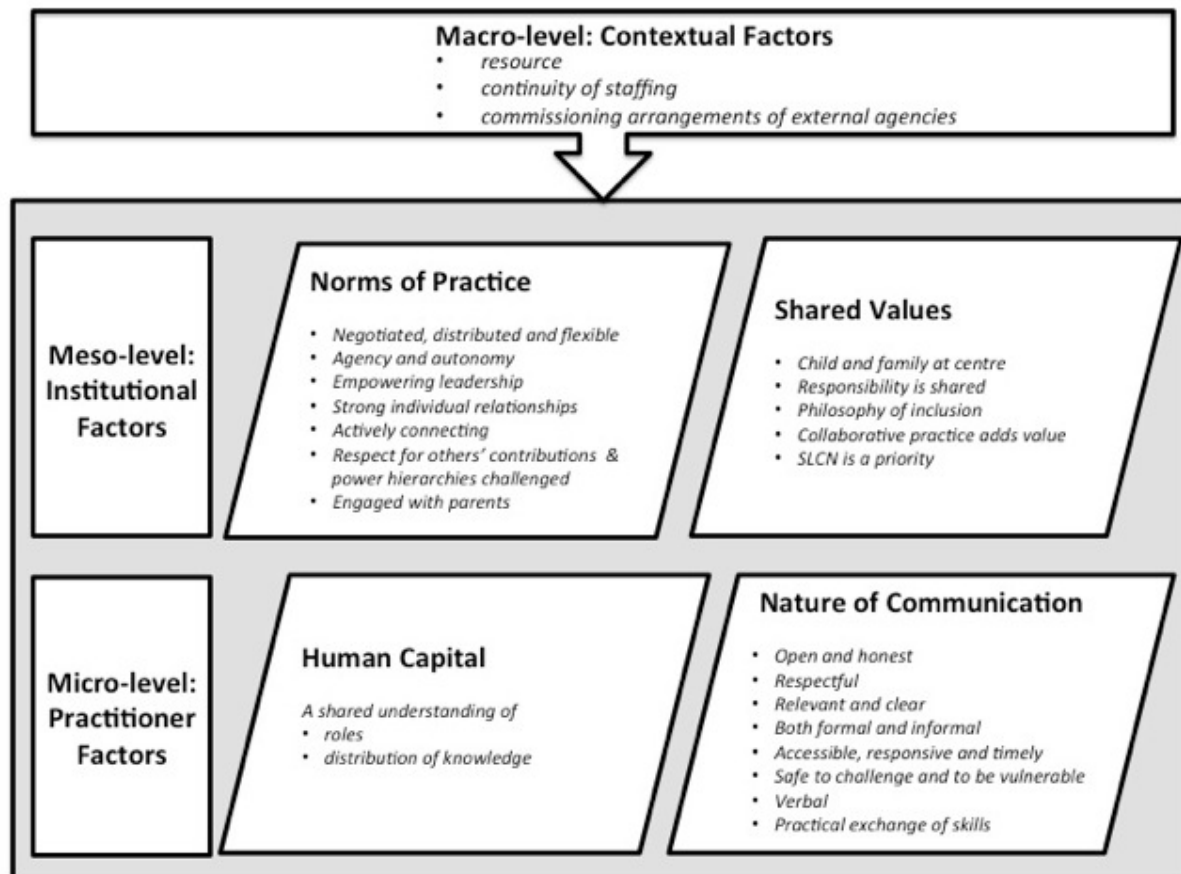 Macro-level: Contextual Factors
• resource
• continuity of staffing
• commissioning arrangements of external agencies
Meso-level:
Institutional
Factors
Norms of Practice
• Negotiated, distributed and flexible
• Agency and autonomy
• Empowering leadership
• Strong individual relationships
• Actively connecting
• Respect for others' contributions &
power hierarchies challenged
• Engaged with parents
Shared Values
• Child and family at centre
• Responsibility is shared
• Philosophy of inclusion
• Collaborative practice adds value
• SLCN is a priority
Micro-level:
Practitioner
Factors
Human Capital
A shared understanding of
• roles
• distribution of knowledge
Nature of Communication
• Open and honest
• Respectful
• Relevant and clear
• Both formal and informal
• Accessible, responsive and timely
• Safe to challenge and to be vulnerable
• Verbal
• Practical exchange of skills